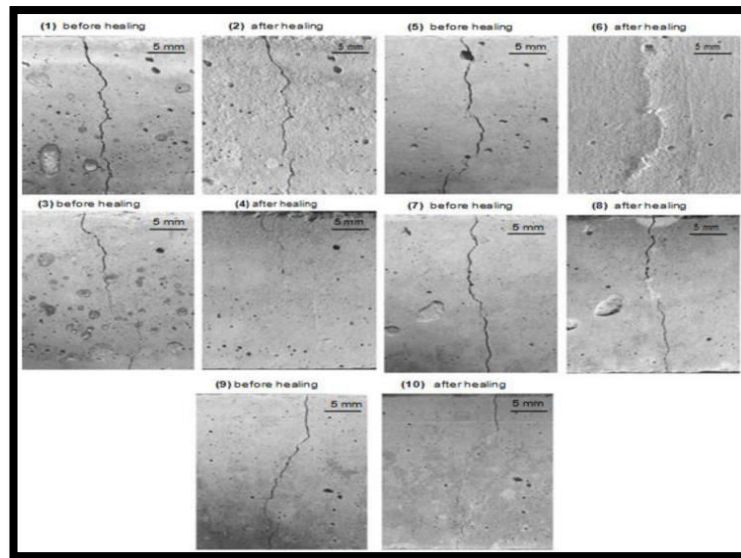 (1) before healing
(2) after healing
(5) before healing
(6) after healing
5 mm
5 mm
5 mm
5 mm
(3) before healing
(4) after healing
(7) before healing
(8) after healing
5 mm
5 mm
5 mm
5 mm
(9) before healing
(10) after healing
5 mm
5 mm